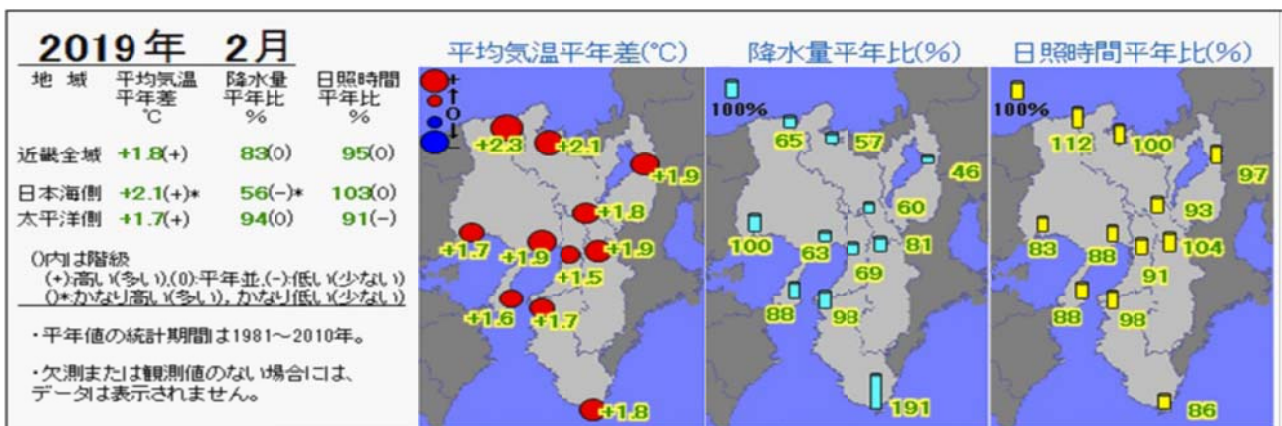 2019年 2月
地 域 平均気温 降水量 日照時間
平年差 平年比 平年比
℃ % %
近畿全域 +1.8(+) 83(0) 95(0)
日本海側 +2.1(+)* 56(-)* 103(0)
太平洋側 +1.7(+) 94(0) 91(-)
()内は階級
(+):高い(多い),(0):平年並,(-):低い(少ない)
()*:かなり高い(多い),かなり低い(少ない)
・平年値の統計期間は1981～2010年。
・欠測または観測値のない場合には、
データは表示されません。
平均気温平年差(℃)
+
↑
0
↓
-
+2.3
+2.1
+1.9
+1.8
+1.7
+1.9
+1.9
+1.5
+1.6
+1.7
+1.8
降水量平年比(%)
100%
65
57
46
60
100
63
81
69
88
98
191
日照時間平年比(%)
100%
112
100
97
93
83
88
104
91
88
98
86